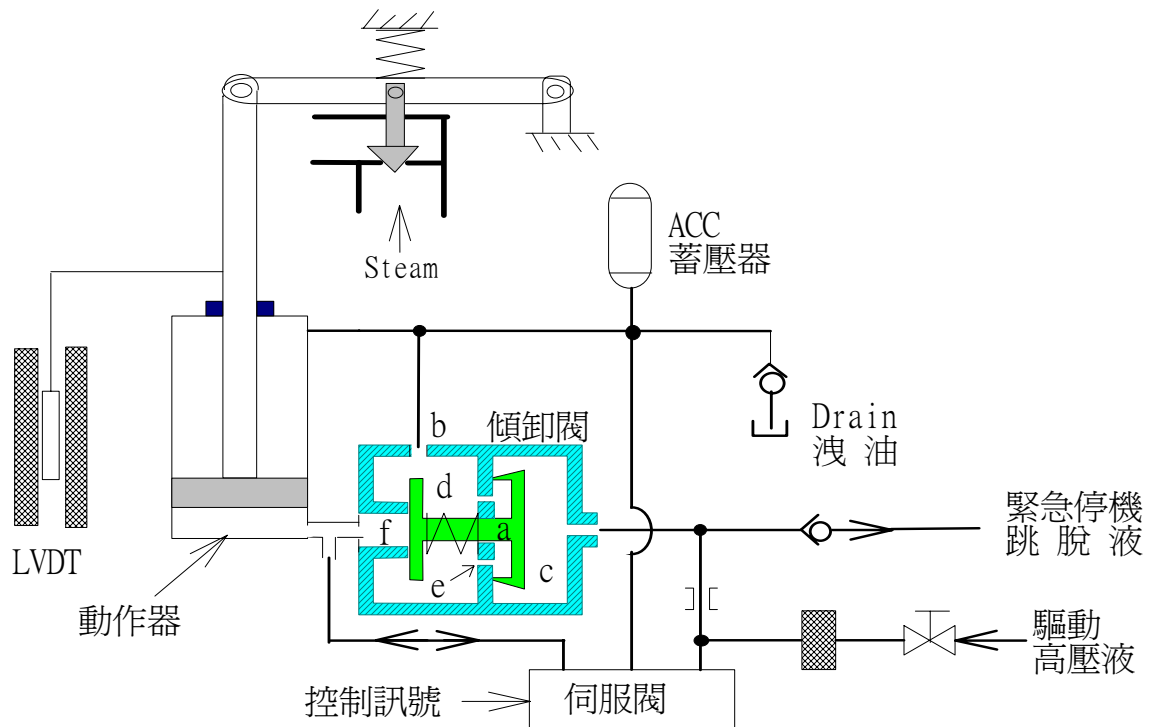 ACC
蓄壓器
Steam
b
傾卸閥
Drain
洩 油
d
f
a
c
e
緊急停機
跳 脫 液
LVDT
動作器
驅動
高壓液
控制訊號
伺服閥